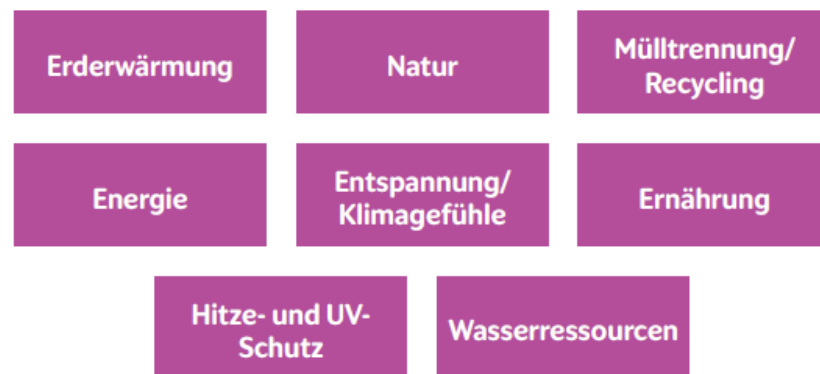 Erderwärmung
Natur
Mülltrennung/
Recycling
Energie
Entspannung/
Klimagefühle
Ernährung
Hitze- und UV-
Schutz
Wasserressourcen